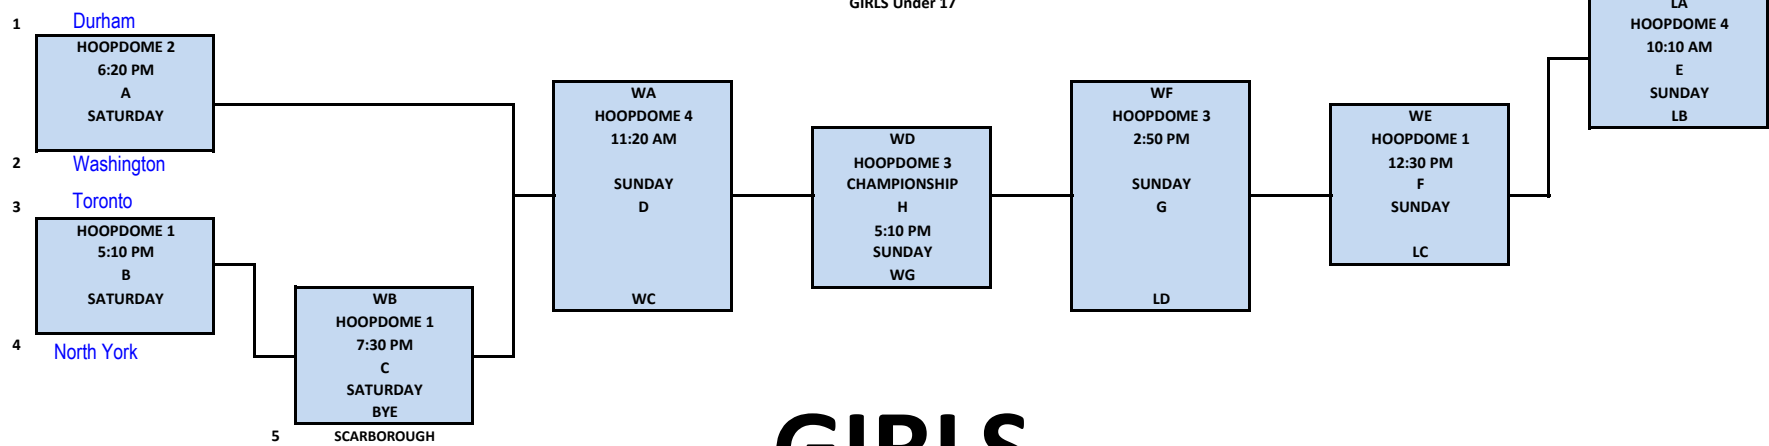 GIRLS Under 17
1 Durham
HOOPDOME 2
6:20 PM
A
SATURDAY
2 Washington
3 Toronto
HOOPDOME 1
5:10 PM
B
SATURDAY
4 North York
WB
HOOPDOME 1
7:30 PM
C
SATURDAY
BYE
5 SCARBOROUGH
WA
HOOPDOME 4
11:20 AM
SUNDAY
D
WC
WD
HOOPDOME 3
CHAMPIONSHIP
H
5:10 PM
SUNDAY
WG
WF
HOOPDOME 3
2:50 PM
SUNDAY
G
LD
WE
HOOPDOME 1
12:30 PM
F
SUNDAY
LC
LA
HOOPDOME 4
10:10 AM
E
SUNDAY
LB
GIRLS